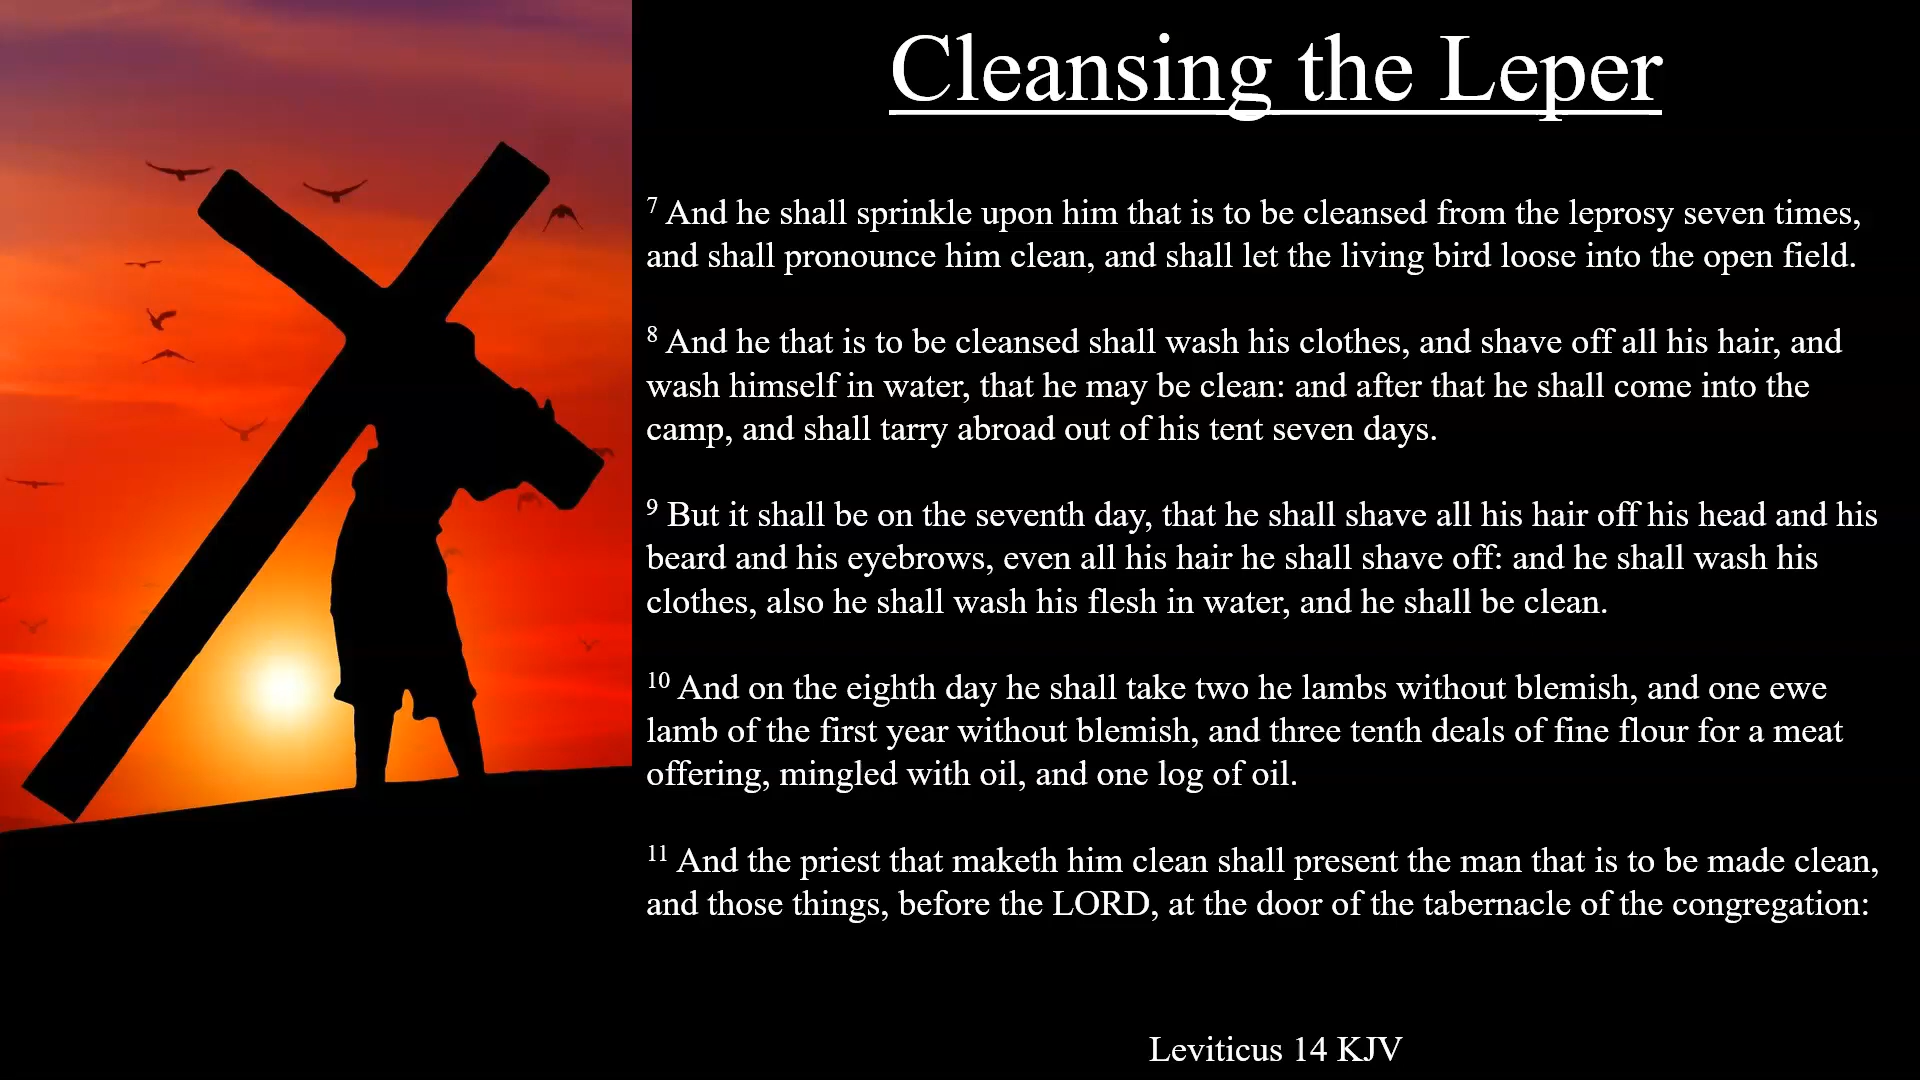 Cleansing the Leper
7 And he shall sprinkle upon him that is to be cleansed from the leprosy seven times,
and shall pronounce him clean, and shall let the living bird loose into the open field.
8 And he that is to be cleansed shall wash his clothes, and shave off all his hair, and
wash himself in water, that he may be clean: and after that he shall come into the
camp, and shall tarry abroad out of his tent seven days.
9 But it shall be on the seventh day, that he shall shave all his hair off his head and his
beard and his eyebrows, even all his hair he shall shave off: and he shall wash his
clothes, also he shall wash his flesh in water, and he shall be clean.
10 And on the eighth day he shall take two he lambs without blemish, and one ewe
lamb of the first year without blemish, and three tenth deals of fine flour for a meat
offering, mingled with oil, and one log of oil.
11 And the priest that maketh him clean shall present the man that is to be made clean,
and those things, before the LORD, at the door of the tabernacle of the congregation:
Leviticus 14 KJV